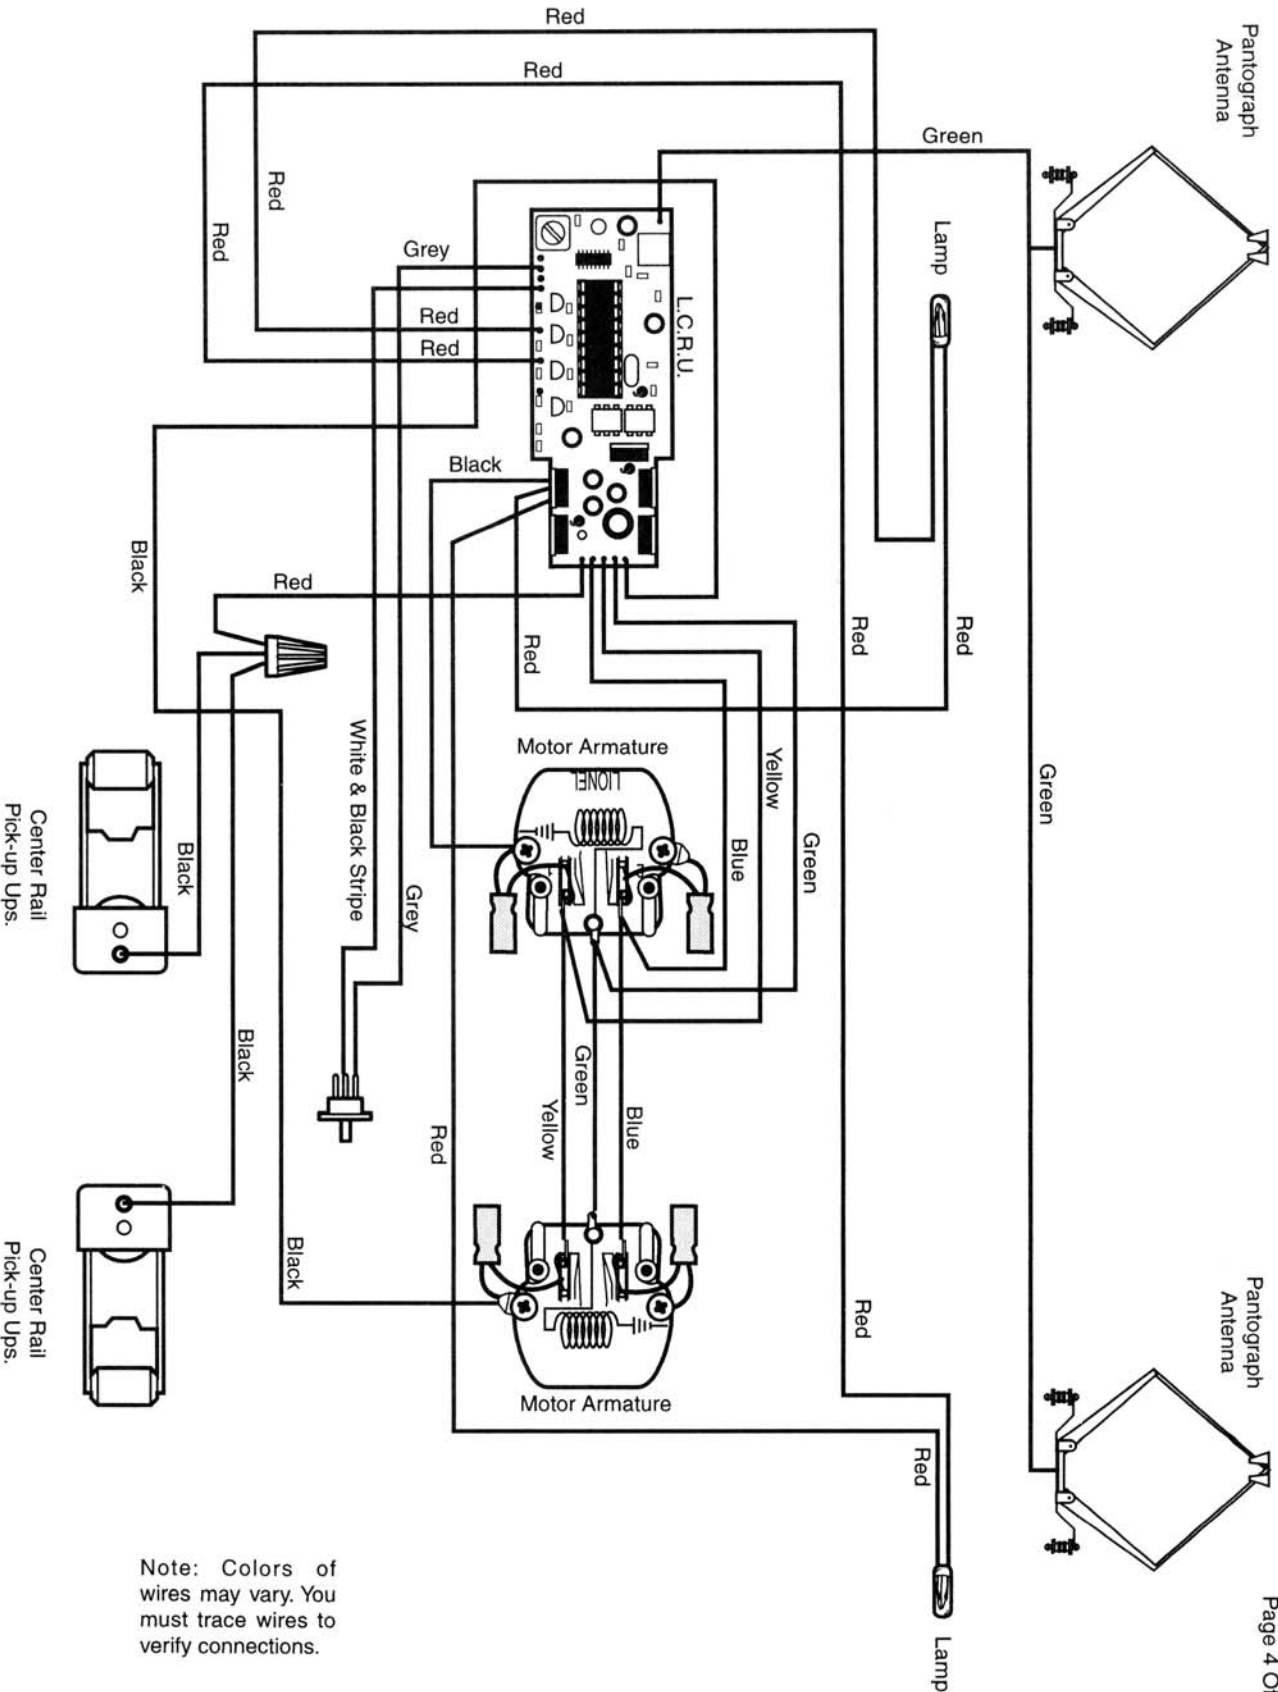 Red
Red
Green
Pantograph
Antenna
Lamp
Red
Red
Grey
Red
Red
L.C.R.U.
Black
Black
Red
Red
Red
Red
Motor Armature
LIONEL
Yellow
Blue
Green
Green
White & Black Stripe
Grey
Center Rail
Pick-up Ups.
Black
Black
Green
Yellow
Blue
Red
Black
Center Rail
Pick-up Ups.
Motor Armature
Red
Pantograph
Antenna
Red
Lamp
Note: Colors of
wires may vary. You
must trace wires to
verify connections.
Page 4